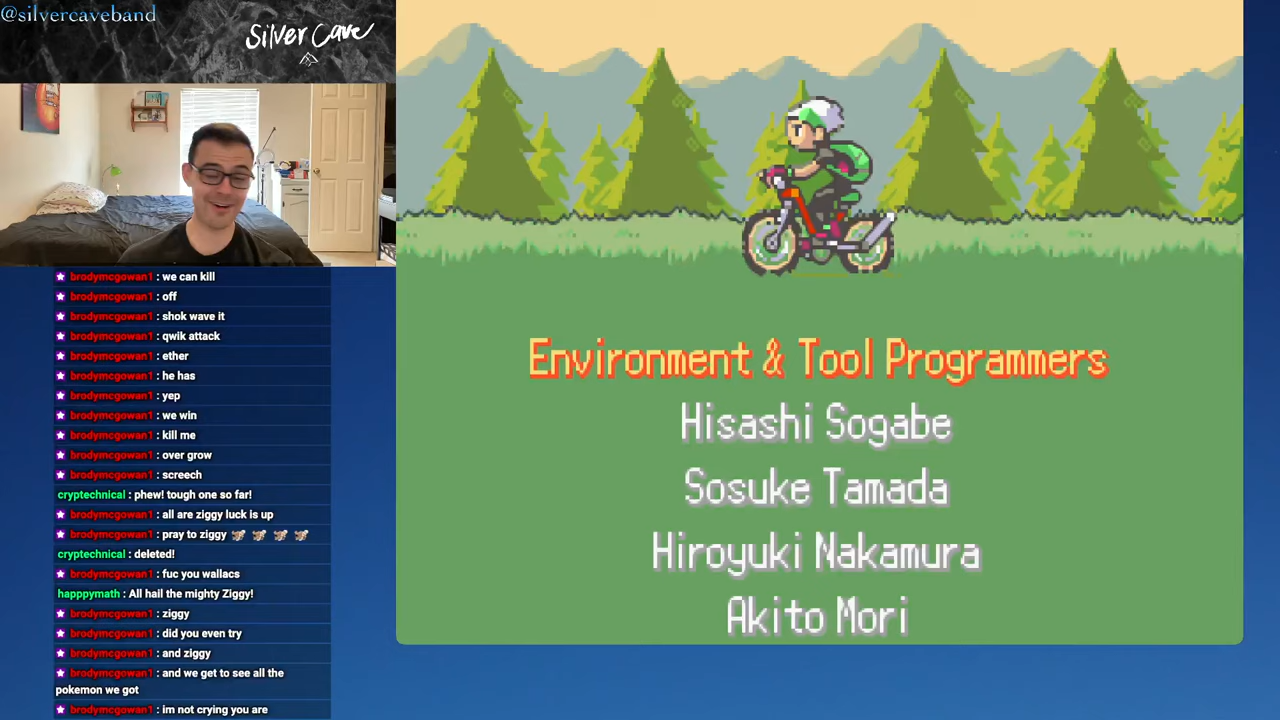 @silvercaveband
Silver Cave
brodymcgowan1 : we can kill
brodymcgowan1 : off
brodymcgowan1 : shok wave it
brodymcgowan1 : qwik attack
brodymcgowan1 : ether
brodymcgowan1 : he has
brodymcgowan1 : yep
brodymcgowan1 : we win
brodymcgowan1 : kill me
brodymcgowan1 : over grow
brodymcgowan1 : screech
cryptechnical : phew! tough one so far!
brodymcgowan1 : all are ziggy luck is up
brodymcgowan1 : pray to ziggy
cryptechnical : deleted!
brodymcgowan1 : fuc you wallacs
happpymath : All hail the mighty Ziggy!
brodymcgowan1 : ziggy
brodymcgowan1 : did you even try
brodymcgowan1 : and ziggy
brodymcgowan1 : and we get to see all the
pokemon we got
brodymcgowan1 : im not crying you are
Environment & Tool Programmers
Hisashi Sogabe
Sosuke Tamada
Hiroyuki Nakamura
Akito Mori